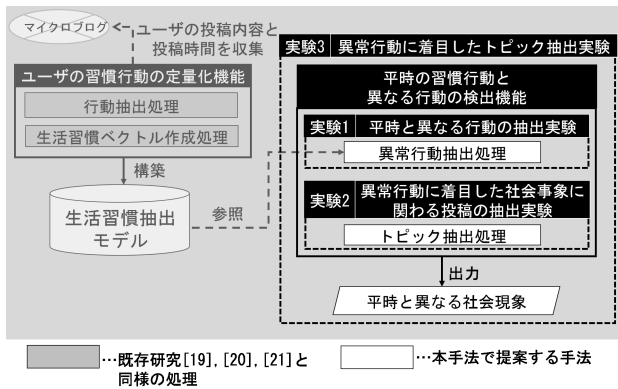 マイクロブログ
ユーザの投稿内容と
投稿時間を収集
ユーザの習慣行動の定量化機能
行動抽出処理
生活習慣ベクトル作成処理
構築
生活習慣抽出
モデル
参照
実験3 異常行動に着目したトピック抽出実験
平時の習慣行動と
異なる行動の検出機能
実験1 平時と異なる行動の抽出実験
異常行動抽出処理
実験2 異常行動に着目した社会事象に
関わる投稿の抽出実験
トピック抽出処理
出力
平時と異なる社会現象
…既存研究[19],[20],[21]と
同様の処理
…本手法で提案する手法